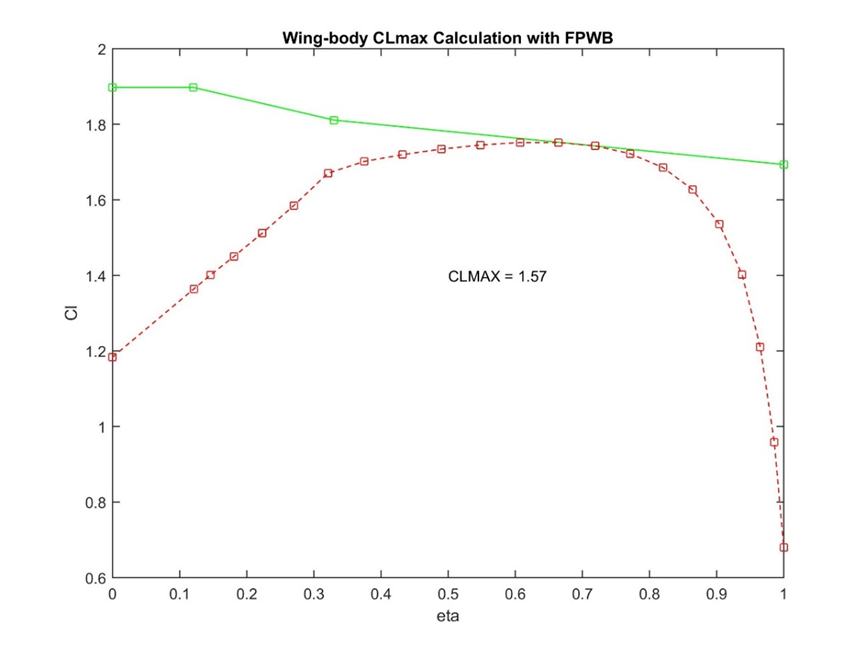 Wing-body CLmax Calculation with FPWB
2
1.8
1.6
1.4
1.2
1
0.8
0.6
Cl
CLMAX = 1.57
0 0.1 0.2 0.3 0.4 0.5 0.6 0.7 0.8 0.9 1
eta